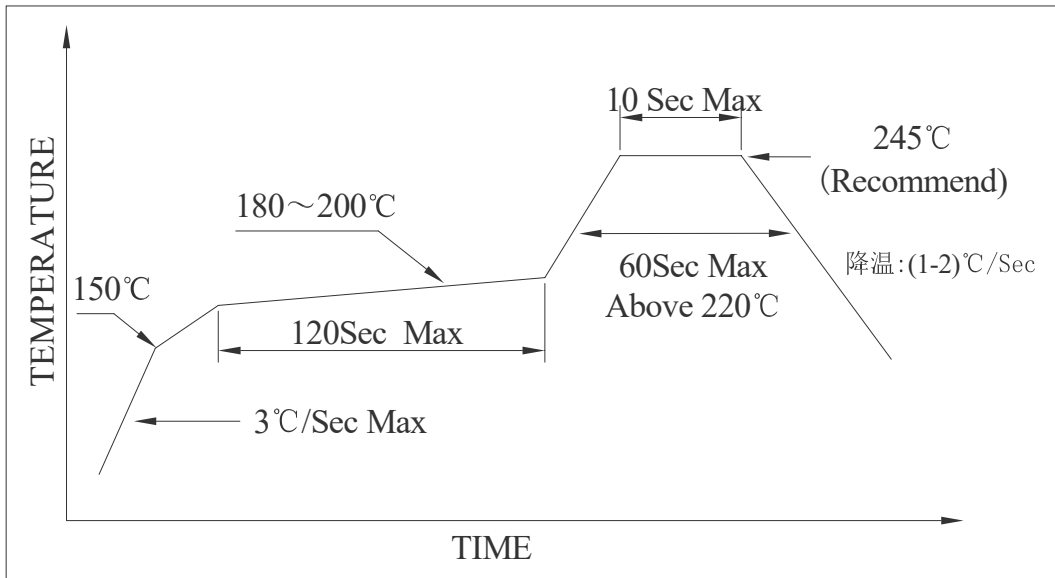 10 Sec Max
245℃
(Recommend)
180～200℃
60Sec Max
Above 220℃
降温:(1-2)℃/Sec
150℃
120Sec Max
3℃/Sec Max
TEMPERATURE
TIME